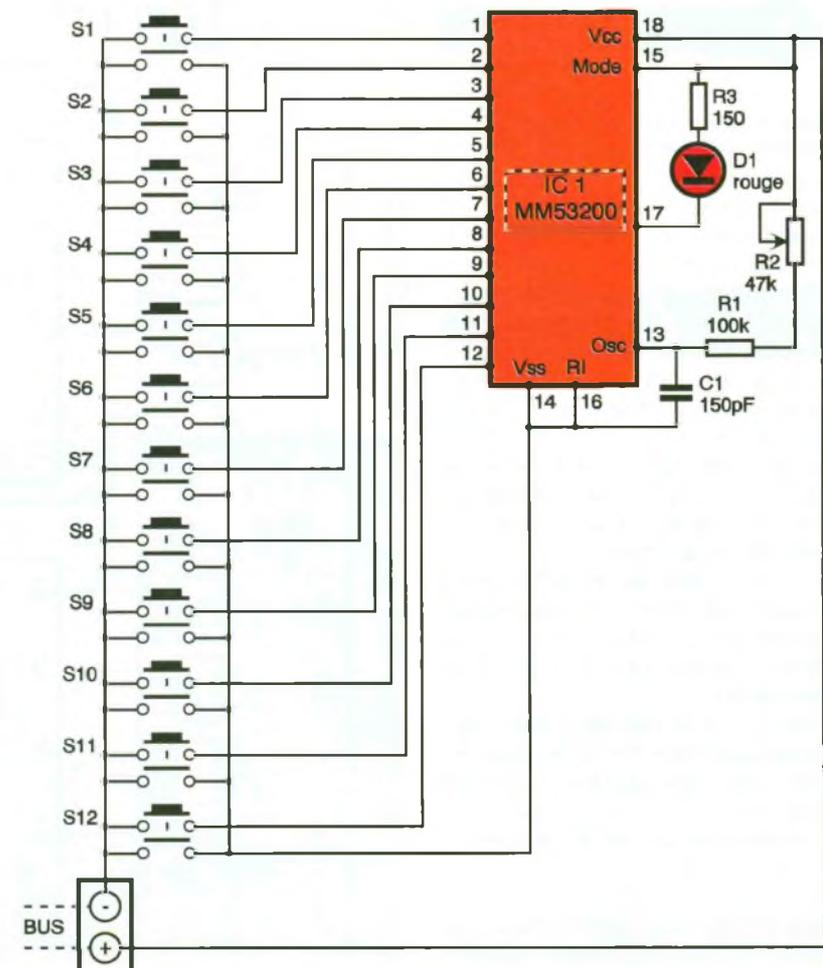 S1
S2
S3
S4
S5
S6
S7
S8
S9
S10
S11
S12
1
2
3
4
5
6
7
8
9
10
11
12
18
Vcc
15
Mode
IC 1
MM53200
17
Osc
13
Vss
RI
14
16
R3
150
D1
rouge
R2
47k
R1
100k
C1
150pF
BUS
-
+